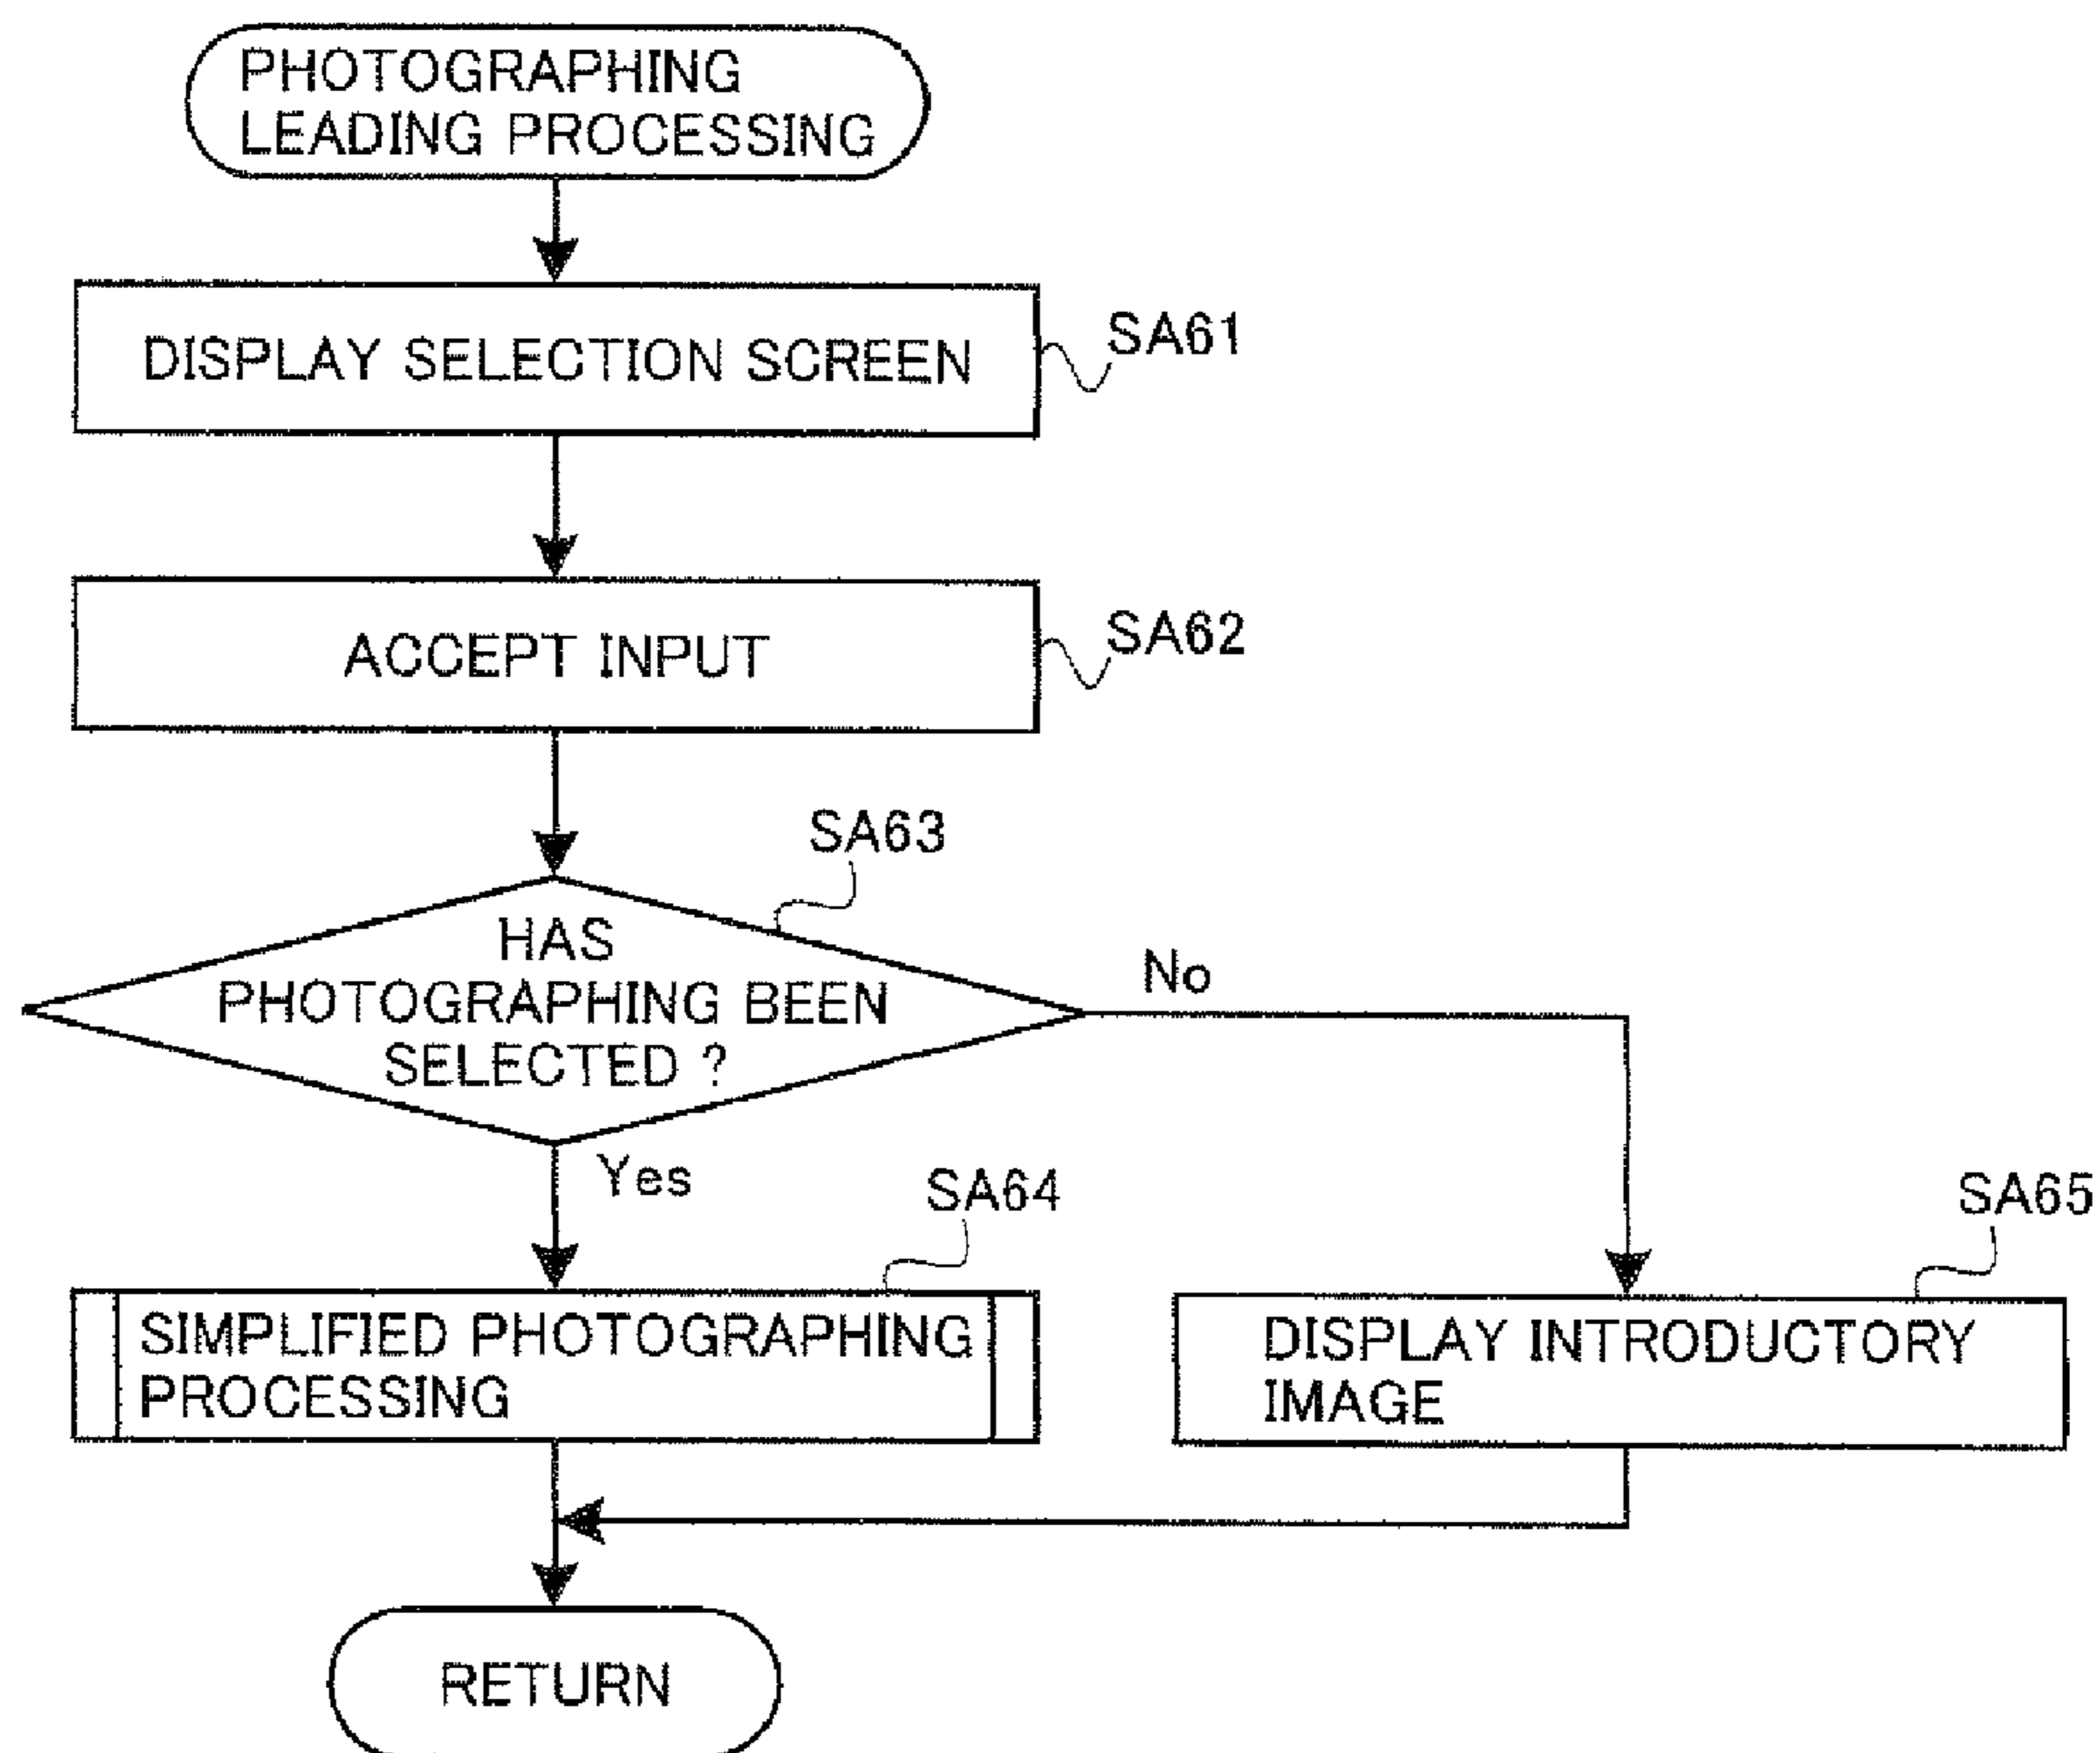 PHOTOGRAPHING
LEADING PROCESSING
DISPLAY SELECTION SCREEN
SA61
ACCEPT INPUT
SA62
SA63
HAS
PHOTOGRAPHING BEEN
SELECTED ?
No
Yes
SA64
SA65
SIMPLIFIED PHOTOGRAPHING
PROCESSING
DISPLAY INTRODUCTORY
IMAGE
RETURN